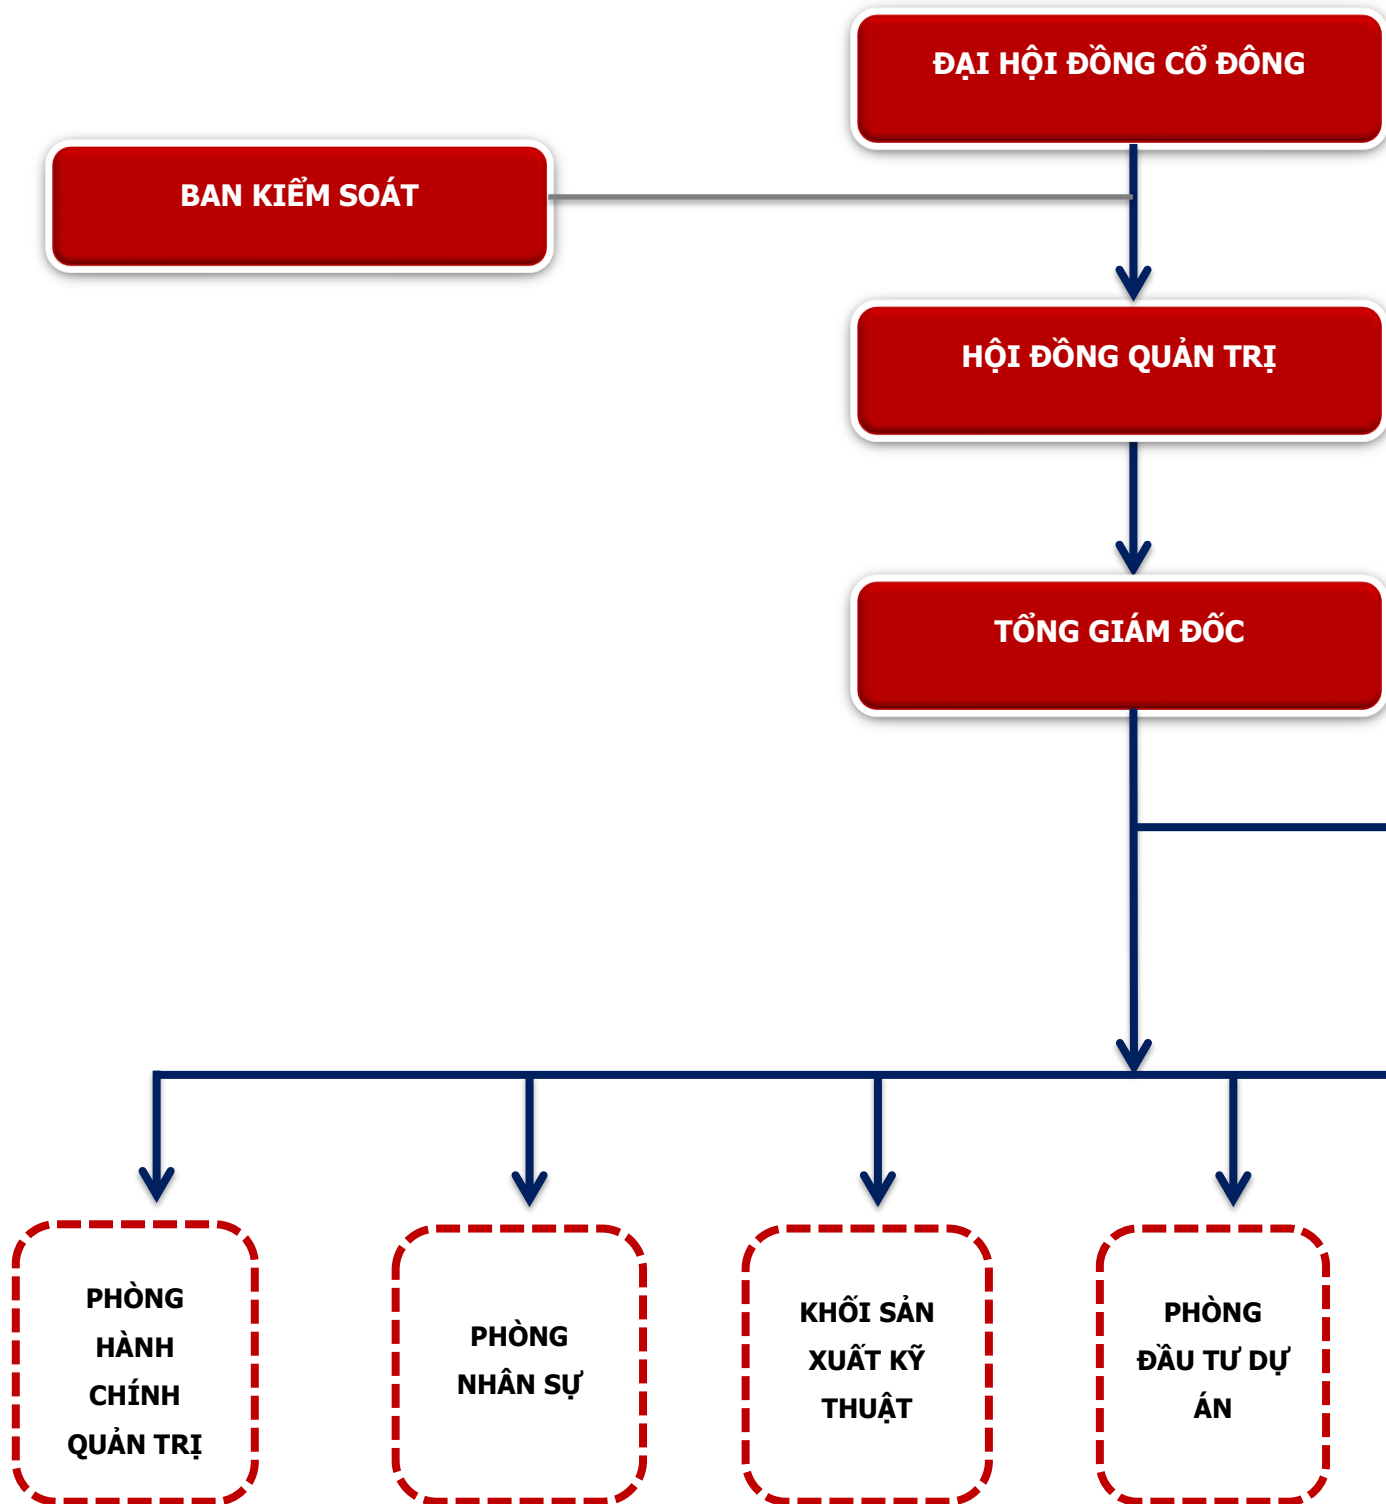 ĐẠI HỘI ĐỒNG CỔ ĐÔNG
BAN KIỂM SOÁT
HỘI ĐỒNG QUẢN TRỊ
TỔNG GIÁM ĐỐC
PHÒNG
HÀNH
CHÍNH
QUẢN TRỊ
PHÒNG
NHÂN SỰ
KHỐI SẢN
XUẤT KỸ
THUẬT
PHÒNG
ĐẦU TƯ DỰ
ÁN